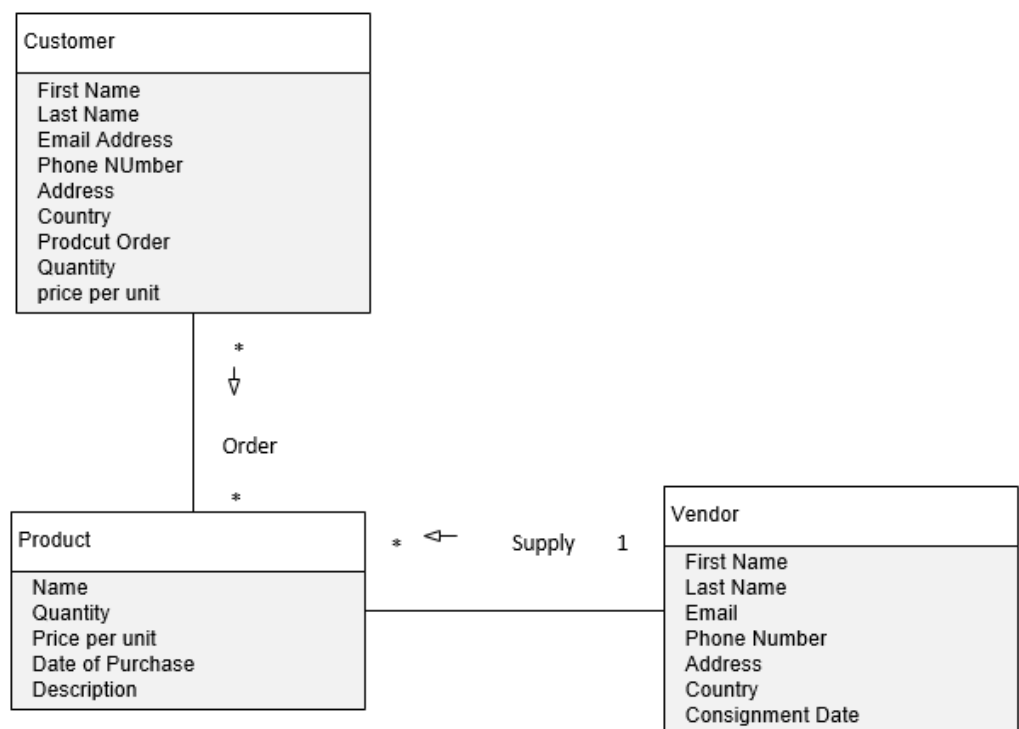 Customer
First Name
Last Name
Email Address
Phone NUmber
Address
Country
Prodcut Order
Quantity
price per unit
*
Order
*
Product
Name
Quantity
Price per unit
Date of Purchase
Description
* Supply 1
Vendor
First Name
Last Name
Email
Phone Number
Address
Country
Consignment Date